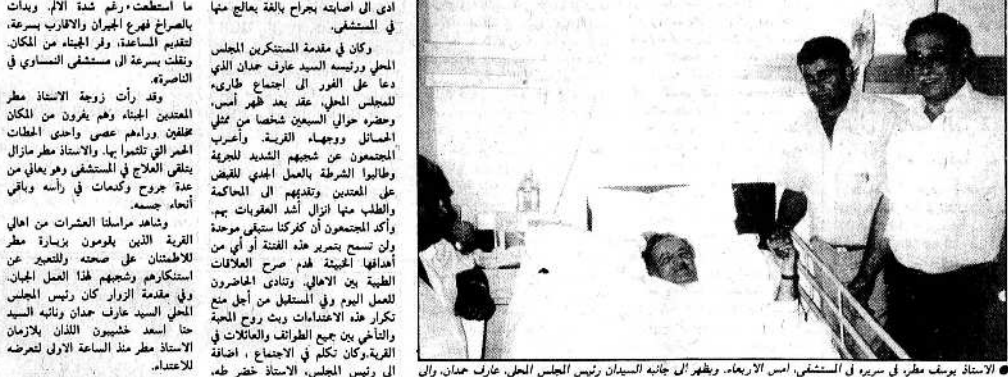 ادى الى اصابته بجراح بالغة يعالج منها
في المستشفى.
وكان في مقدمة المستنكرين المجلس
المحلي ورئيسه السيد عارف حمدان الذي
دعا على الفور الى اجتماع طارىء
للمجلس المحلي، عقد بعد ظهر أمس،
وحضره حوالي السبعين شخصا من ممثلي
الحمائل ووجهاء القرية. وأعرب
المجتمعون عن شجبهم الشديد للجريمة
وطالبوا الشرطة بالعمل الجدي للقبض
على المعتدين وتقديمهم الى المحاكمة
والطلب منها انزال أشد العقوبات بهم.
وأكد المجتمعون أن كفركنا ستبقى موحدة
ولن تسمح بتمرير هذه الفتنة أو أي من
أهدافها الخبيثة لهدم صرح العلاقات
الطيبة بين الاهالي. وتنادى الحاضرون
للعمل اليوم وفي المستقبل من أجل منع
تكرار هذه الاعتداءات وبث روح المحبة
والتآخي بين جميع الطوائف والعائلات في
القرية.وكان تكلم في الاجتماع ، اضافة
الى رئيس المجلس، الاستاذ خضر طه،
ما استطعت، رغم شدة الالم. وبدأت
بالصراخ فهرع الجيران والاقارب بسرعة،
لتقديم المساعدة، وفر الجبناء من المكان.
ونقلت بسرعة الى مستشفى النمساوي في
الناصرة».
وقد رأت زوجة الاستاذ مطر
المعتدين الجبناء وهم يفرون من المكان
مخلفين وراءهم عصي واحدى الحطات
الحمر التي تلثموا بها. والاستاذ مطر مازال
يتلقى العلاج في المستشفى وهو يعاني من
عدة جروح وكدمات في رأسه وباقي
أنحاء جسمه.
وشاهد مراسلنا العشرات من اهالي
القرية الذين يقومون بزيارة مطر
للاطمئنان على صحته وللتعبير عن
استنكارهم وشجبهم لهذا العمل الجبان.
وفي مقدمة الزوار كان رئيس المجلس
المحلي السيد عارف حمدان ونائبه السيد
حنا اسعد خشيبون اللذان يلازمان
الاستاذ مطر منذ الساعة الاولى لتعرضه
للاعتداء.
الاستاذ يوسف مطر، في سريره في المستشفى، امس الاربعاء، ويظهر الى جانبه السيدان رئيس المجلس المحلي، عارف حمدان، والى